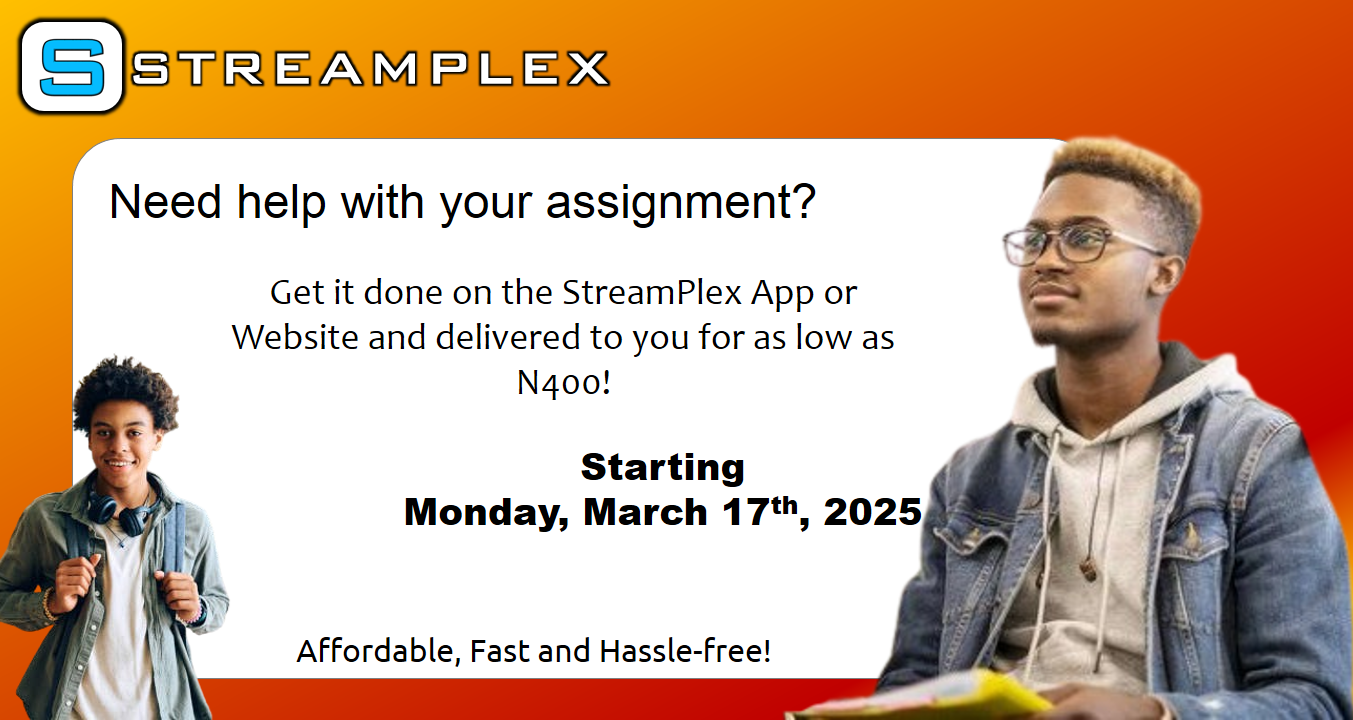 S STREAMPLEX
Need help with your assignment?
Get it done on the StreamPlex App or
Website and delivered to you for as low as
N400!
Starting
Monday, March 17th, 2025
Affordable, Fast and Hassle-free!